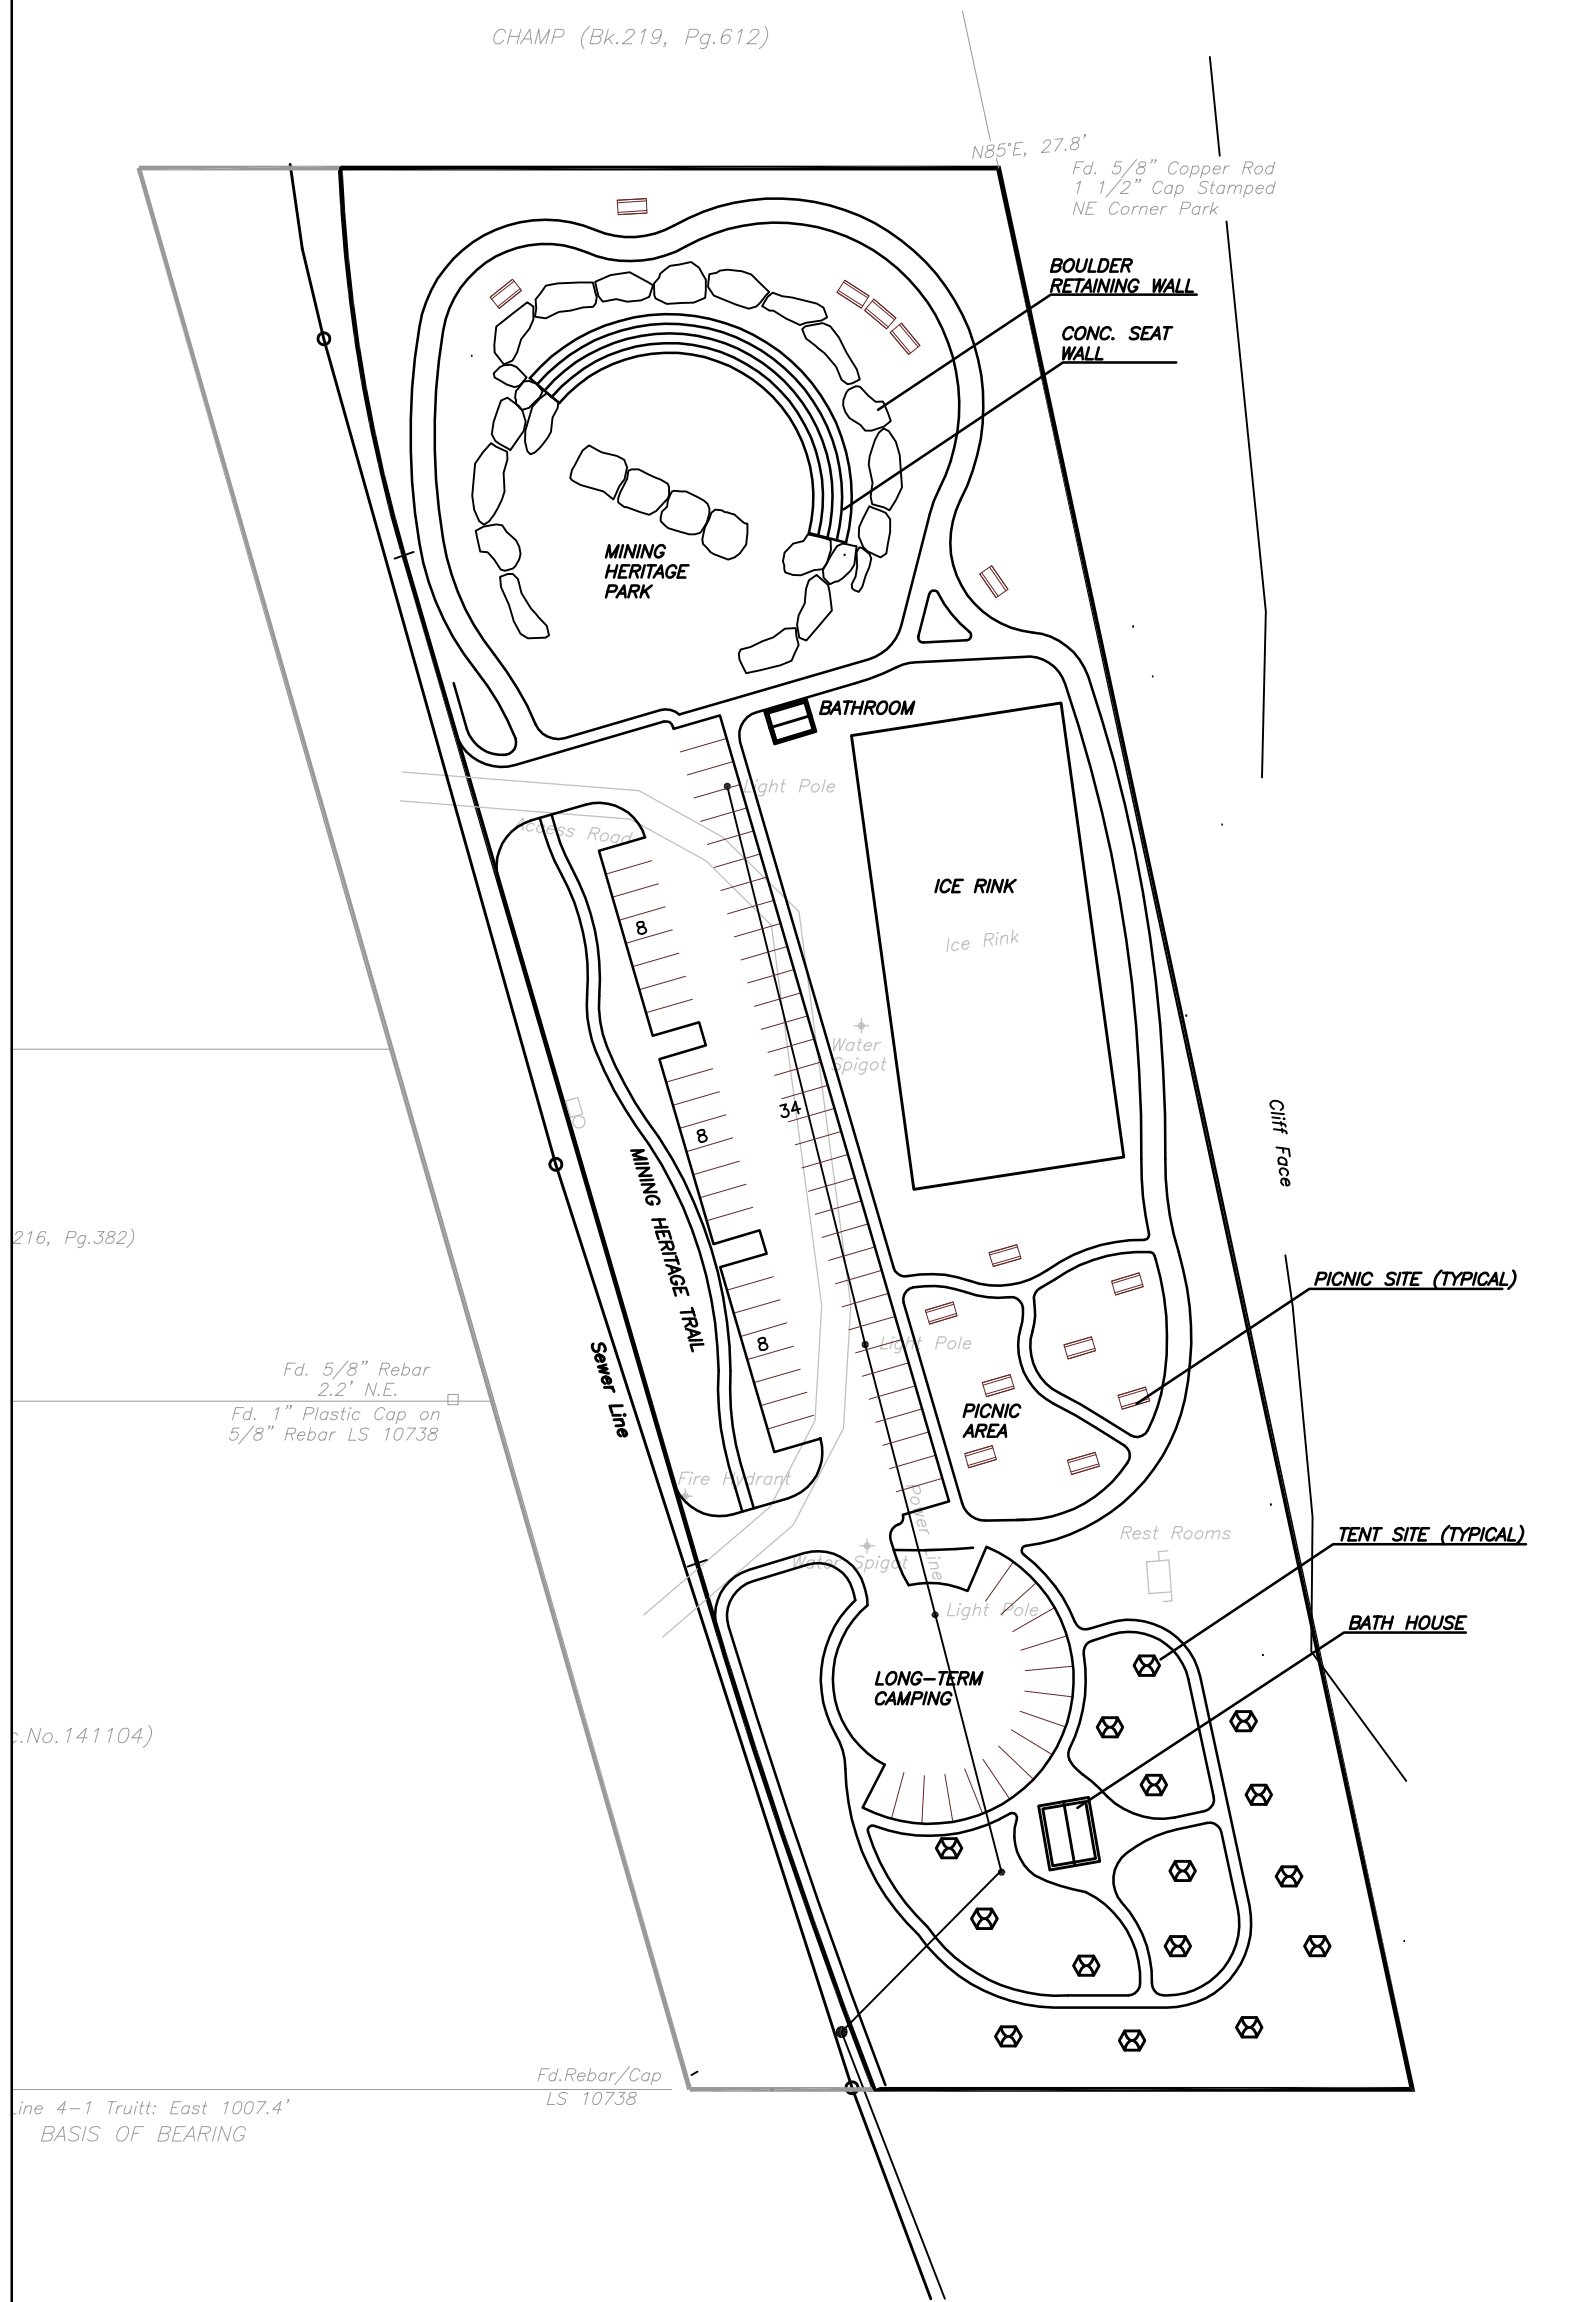 CHAMP (Bk.219, Pg.612)
N85°E, 27.8'
Fd. 5/8" Copper Rod
1 1/2" Cap Stamped
NE Corner Park
BOULDER
RETAINING WALL
CONC. SEAT
WALL
MINING
HERITAGE
PARK
BATHROOM
Light Pole
Access Road
ICE RINK
Ice Rink
8
Water
Spigot
34
8
Cliff Face
MINING HERITAGE TRAIL
216, Pg.382)
PICNIC SITE (TYPICAL)
8
Light Pole
Sewer Line
Fd. 5/8" Rebar
2.2' N.E.
Fd. 1" Plastic Cap on
5/8" Rebar LS 10738
PICNIC
AREA
Fire Hydrant
Power Line
Rest Rooms
TENT SITE (TYPICAL)
Water Spigot
Light Pole
BATH HOUSE
LONG-TERM
CAMPING
c.No.141104)
Fd.Rebar/Cap
LS 10738
Line 4-1 Truitt: East 1007.4'
BASIS OF BEARING